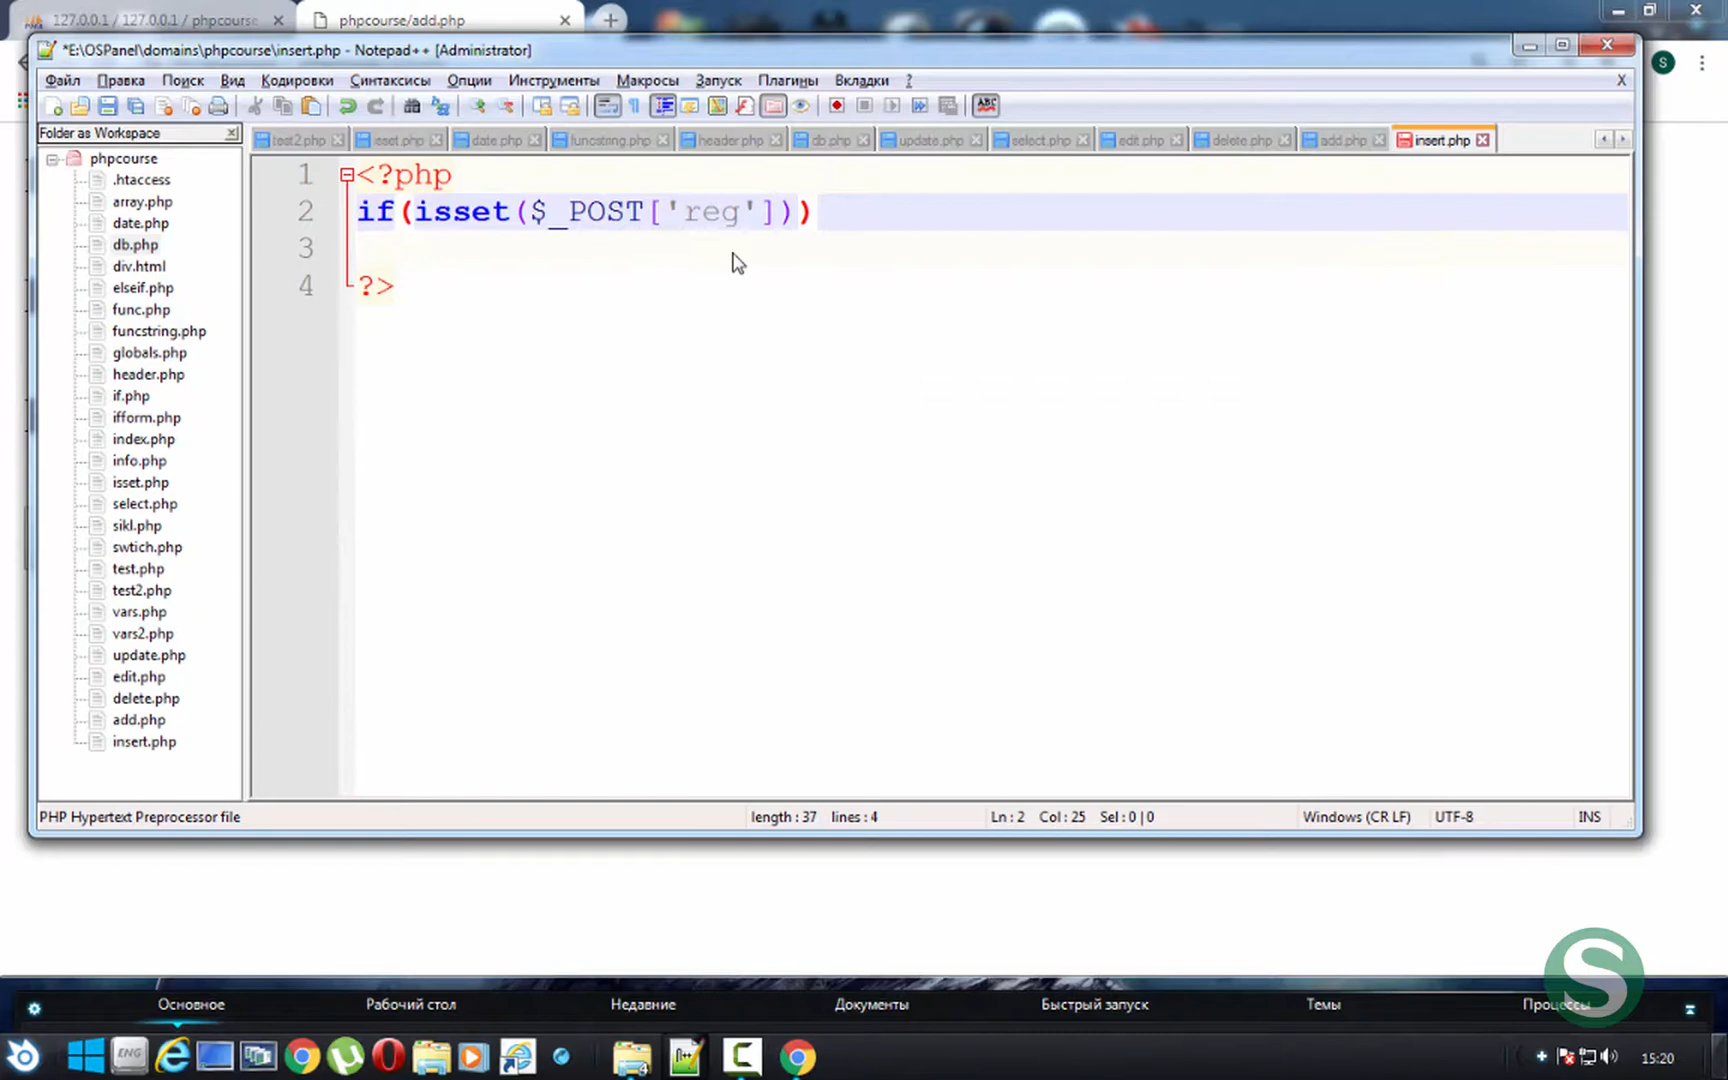 127.0.0.1 / 127.0.0.1 / phpcourse
phpcourse/add.php
*E:\OSPanel\domains\phpcourse\insert.php - Notepad++ [Administrator]
S
Файл Правка Поиск Вид Кодировки Синтаксисы Опции Инструменты Макросы Запуск Плагины Вкладки ? X
ABC
Folder as Workspace
test2.php isset.php date.php funcstring.php header.php db.php update.php select.php edit.php delete.php add.php insert.php
phpcourse
.htaccess
array.php
date.php
db.php
div.html
elseif.php
func.php
funcstring.php
globals.php
header.php
if.php
ifform.php
index.php
info.php
isset.php
select.php
sikl.php
swtich.php
test.php
test2.php
vars.php
vars2.php
update.php
edit.php
delete.php
add.php
insert.php
1 <?php
2 if(isset($_POST['reg']))
3
4 ?>
PHP Hypertext Preprocessor file length : 37 lines : 4 Ln : 2 Col : 25 Sel : 0 | 0 Windows (CR LF) UTF-8 INS
S
Основное Рабочий стол Недавние Документы Быстрый запуск Темы Процессы
ENG
15:20